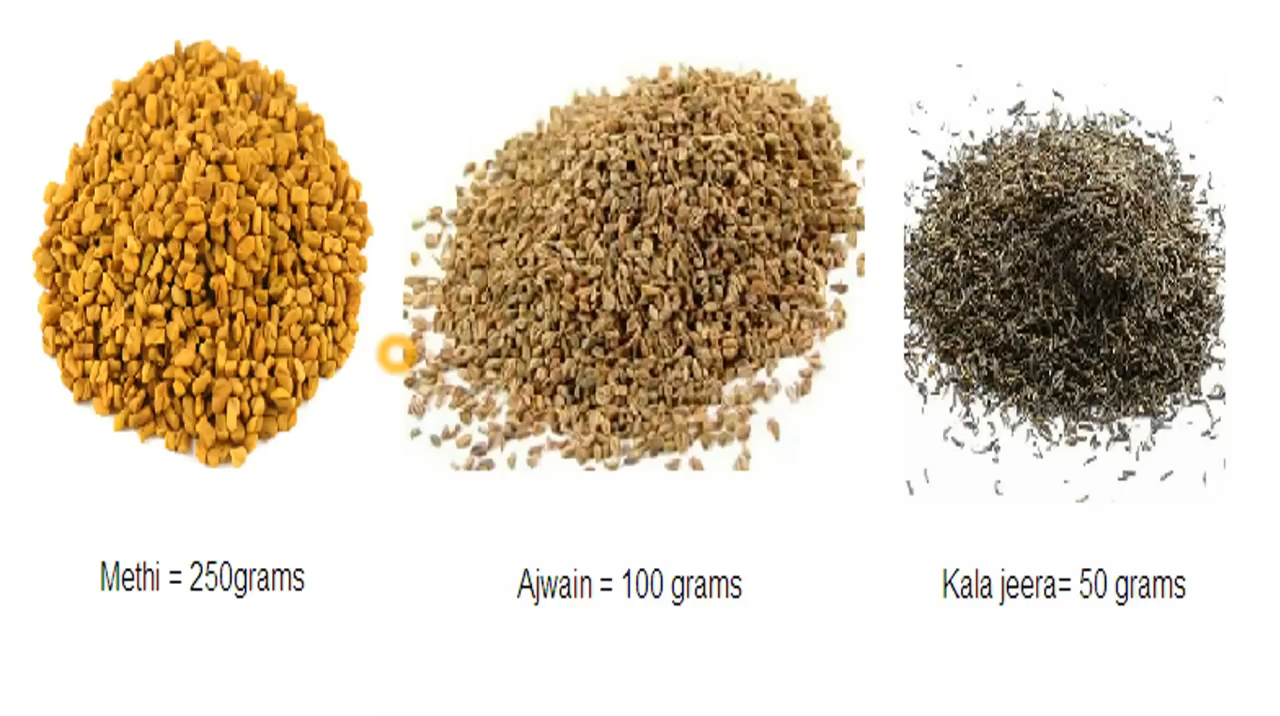 Methi = 250grams
Ajwain = 100 grams
Kala jeera= 50 grams